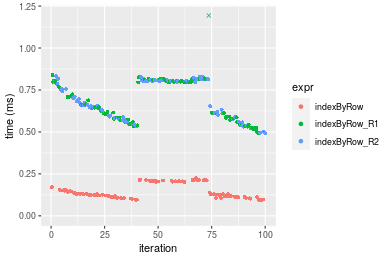 1.25
1.00
0.75
0.50
0.25
0.00
time (ms)
0
25
50
75
100
iteration
expr
indexByRow
indexByRow_R1
indexByRow_R2